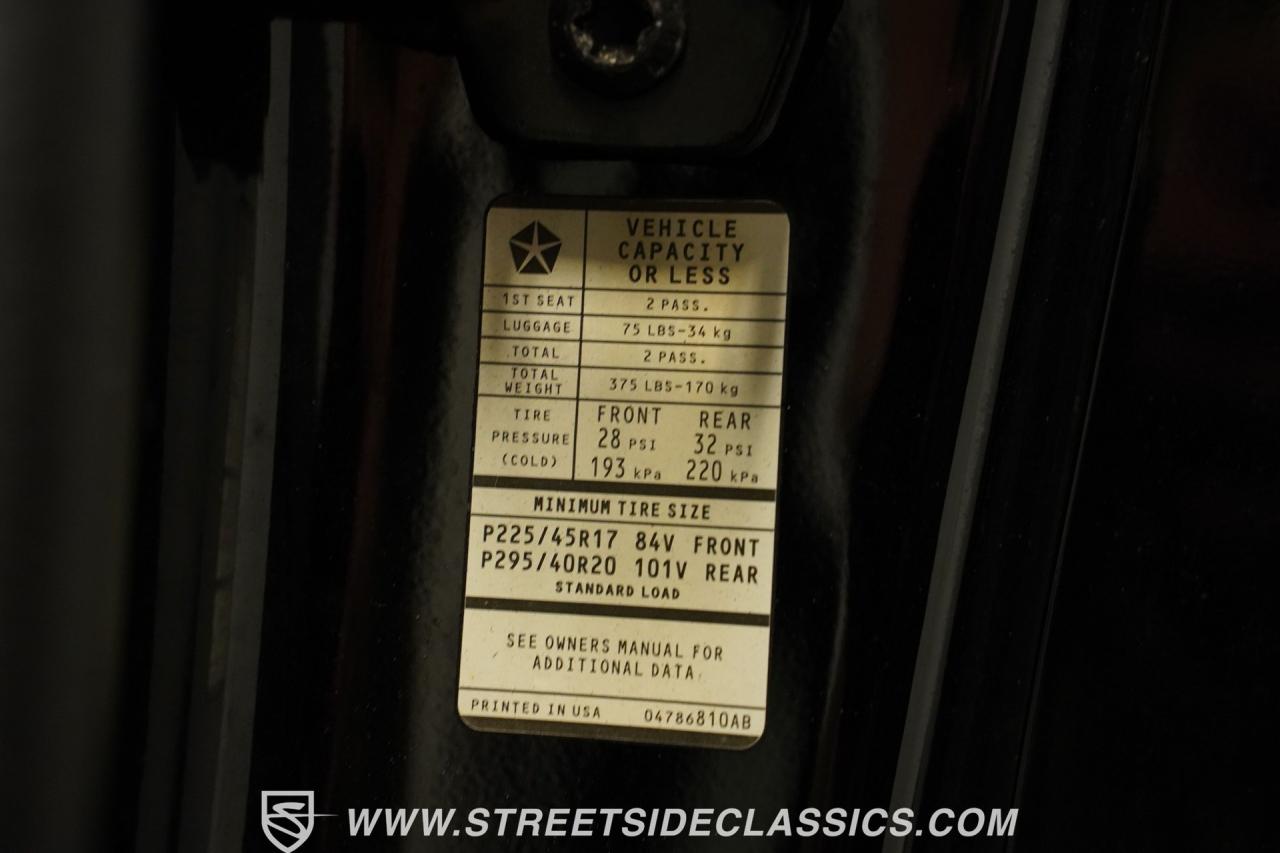 VEHICLE
CAPACITY
OR LESS
1ST SEAT 2 PASS.
LUGGAGE 75 LBS-34 kg
TOTAL 2 PASS.
TOTAL
WEIGHT 375 LBS-170 kg
TIRE FRONT REAR
PRESSURE 28 PSI 32 PSI
(COLD) 193 kPa 220 kPa
MINIMUM TIRE SIZE
P225/45R17 84V FRONT
P295/40R20 101V REAR
STANDARD LOAD
SEE OWNERS MANUAL FOR
ADDITIONAL DATA
PRINTED IN USA 04786810AB
WWW.STREETSIDECLASSICS.COM